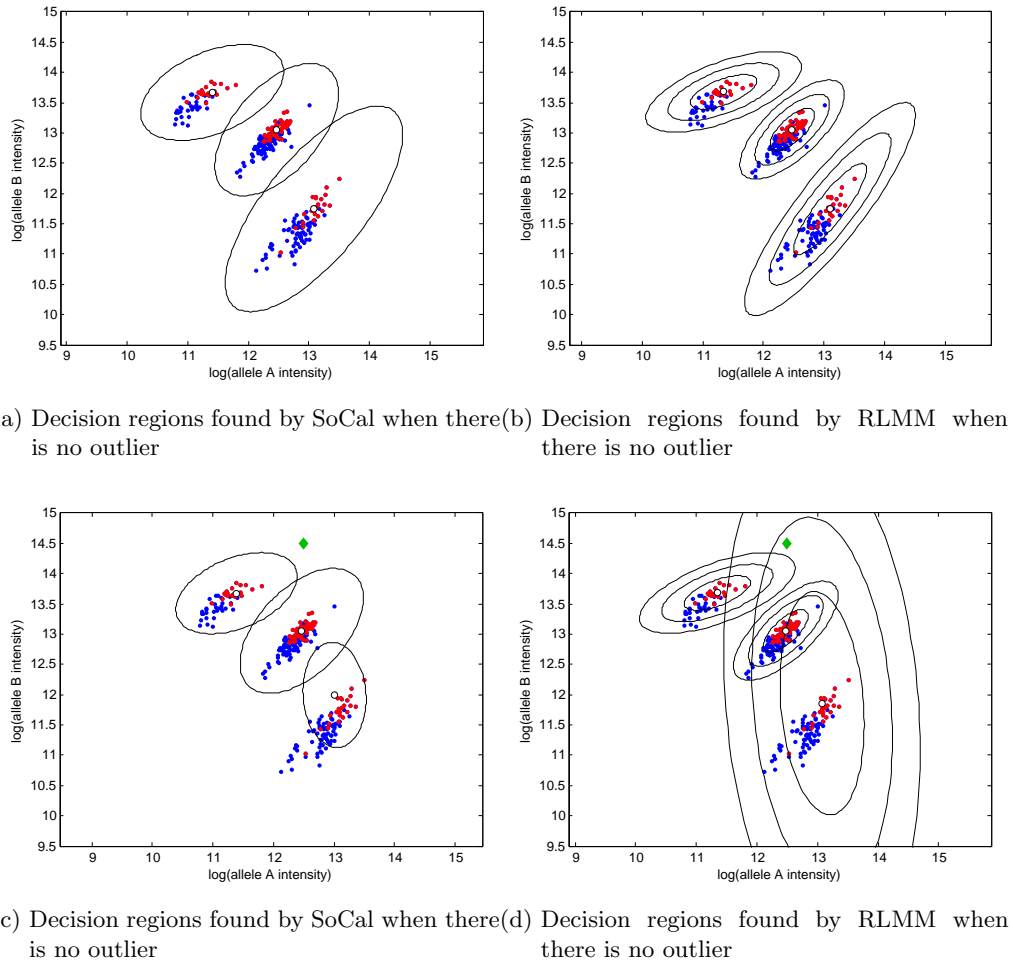 15
14.5
14
13.5
13
12.5
12
11.5
11
10.5
10
9.5
log(allele B intensity)
9 10 11 12 13 14 15
log(allele A intensity)
15
14.5
14
13.5
13
12.5
12
11.5
11
10.5
10
9.5
log(allele B intensity)
9 10 11 12 13 14 15
log(allele A intensity)
a) Decision regions found by SoCal when there
is no outlier
(b) Decision regions found by RLMM when
there is no outlier
15
14.5
14
13.5
13
12.5
12
11.5
11
10.5
10
9.5
log(allele B intensity)
9 10 11 12 13 14 15
log(allele A intensity)
15
14.5
14
13.5
13
12.5
12
11.5
11
10.5
10
9.5
log(allele B intensity)
9 10 11 12 13 14 15
log(allele A intensity)
c) Decision regions found by SoCal when there
is no outlier
(d) Decision regions found by RLMM when
there is no outlier